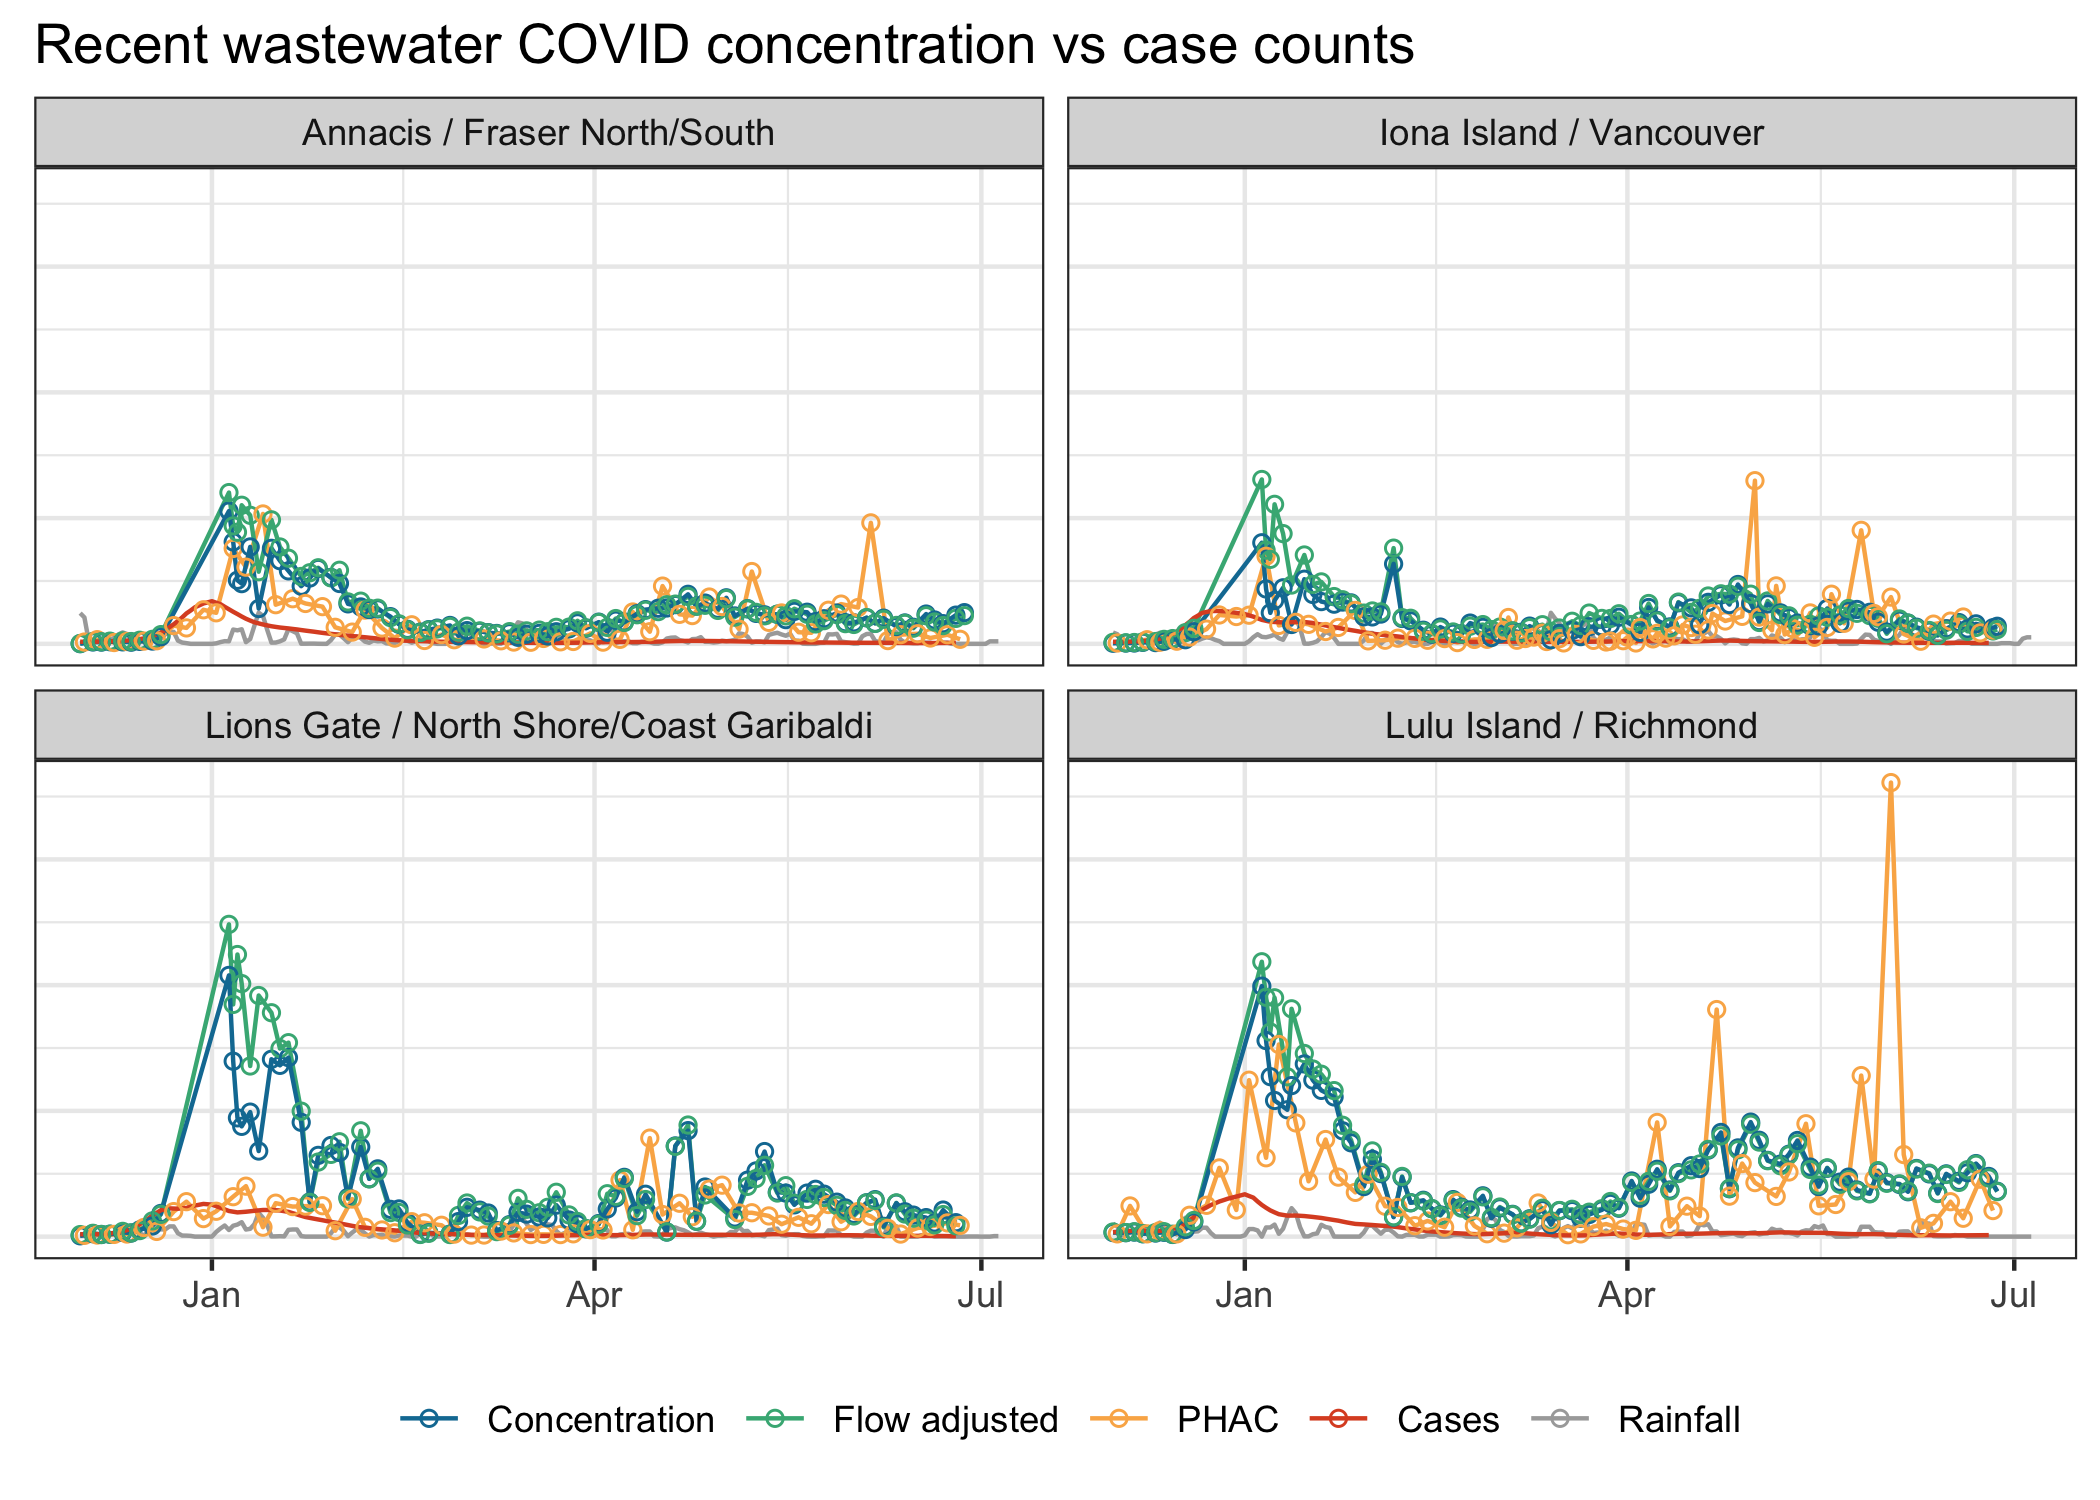 Recent wastewater COVID concentration vs case counts
Annacis / Fraser North/South
Iona Island / Vancouver
Lions Gate / North Shore/Coast Garibaldi
Lulu Island / Richmond
Jan Apr Jul
Jan Apr Jul
Concentration Flow adjusted PHAC Cases Rainfall